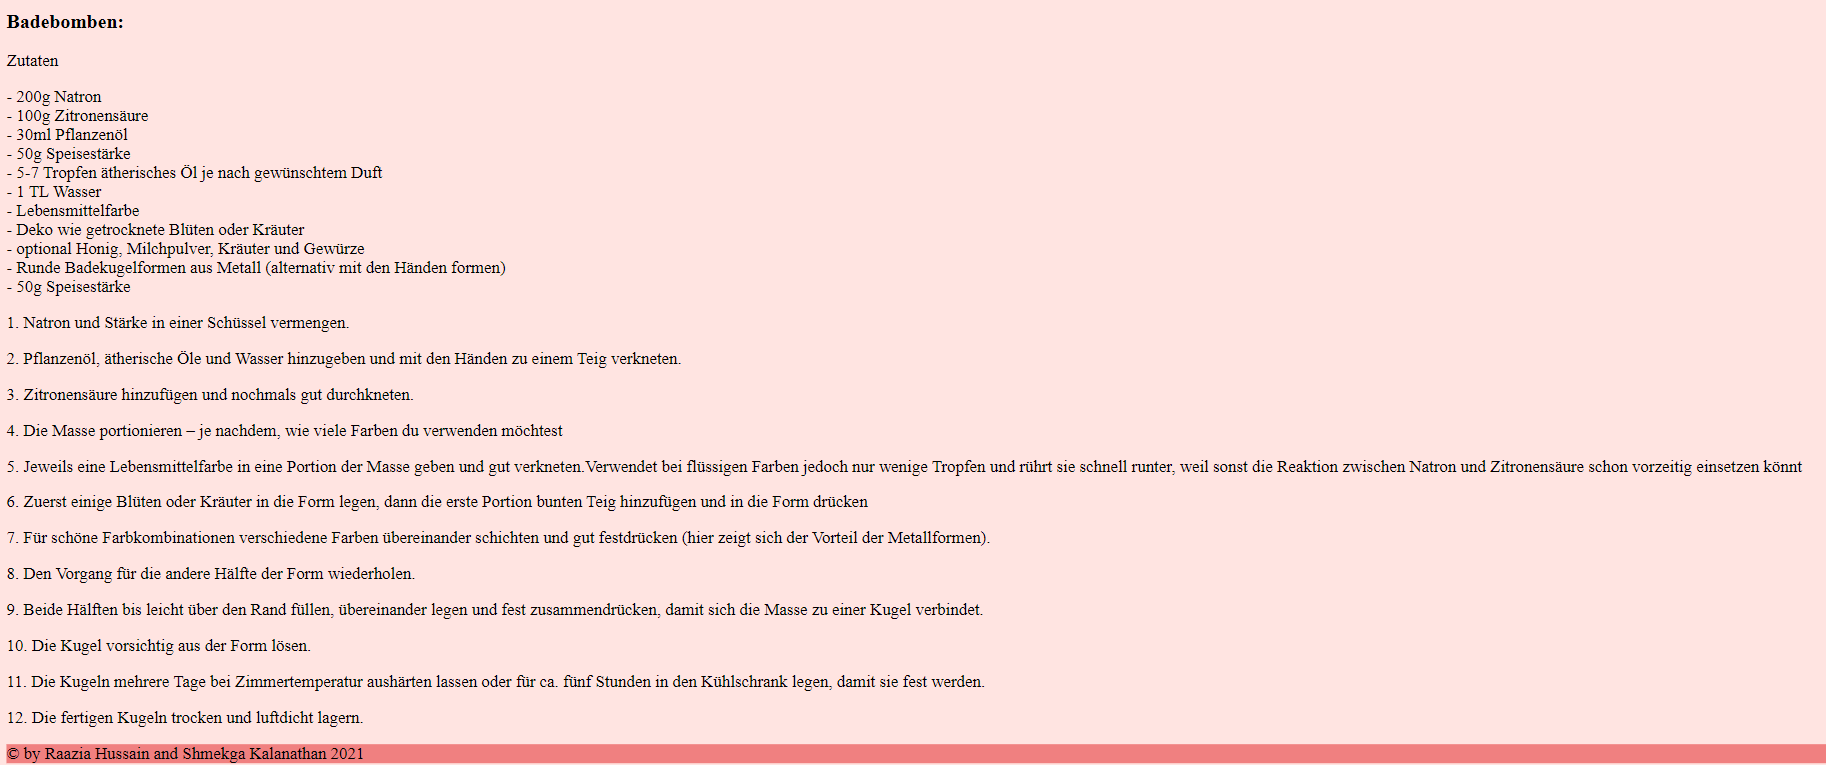 Badebomben:
Zutaten
- 200g Natron
- 100g Zitronensäure
- 30ml Pflanzenöl
- 50g Speisestärke
- 5-7 Tropfen ätherisches Öl je nach gewünschtem Duft
- 1 TL Wasser
- Lebensmittelfarbe
- Deko wie getrocknete Blüten oder Kräuter
- optional Honig, Milchpulver, Kräuter und Gewürze
- Runde Badekugelformen aus Metall (alternativ mit den Händen formen)
- 50g Speisestärke
1. Natron und Stärke in einer Schüssel vermengen.
2. Pflanzenöl, ätherische Öle und Wasser hinzugeben und mit den Händen zu einem Teig verkneten.
3. Zitronensäure hinzufügen und nochmals gut durchkneten.
4. Die Masse portionieren – je nachdem, wie viele Farben du verwenden möchtest
5. Jeweils eine Lebensmittelfarbe in eine Portion der Masse geben und gut verkneten.Verwendet bei flüssigen Farben jedoch nur wenige Tropfen und rührt sie schnell runter, weil sonst die Reaktion zwischen Natron und Zitronensäure schon vorzeitig einsetzen könnt
6. Zuerst einige Blüten oder Kräuter in die Form legen, dann die erste Portion bunten Teig hinzufügen und in die Form drücken
7. Für schöne Farbkombinationen verschiedene Farben übereinander schichten und gut festdrücken (hier zeigt sich der Vorteil der Metallformen).
8. Den Vorgang für die andere Hälfte der Form wiederholen.
9. Beide Hälften bis leicht über den Rand füllen, übereinander legen und fest zusammendrücken, damit sich die Masse zu einer Kugel verbindet.
10. Die Kugel vorsichtig aus der Form lösen.
11. Die Kugeln mehrere Tage bei Zimmertemperatur aushärten lassen oder für ca. fünf Stunden in den Kühlschrank legen, damit sie fest werden.
12. Die fertigen Kugeln trocken und luftdicht lagern.
© by Raazia Hussain and Shmekga Kalanathan 2021